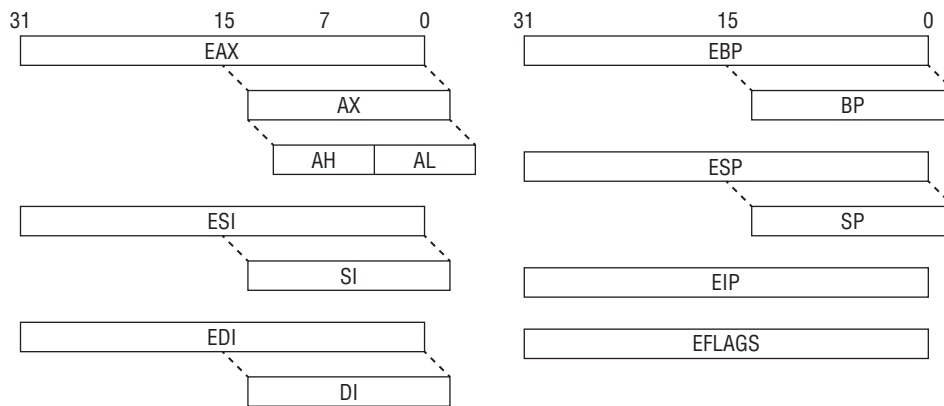 31 15 7 0
EAX
AX
AH AL
ESI
SI
EDI
DI
31 15 0
EBP
BP
ESP
SP
EIP
EFLAGS